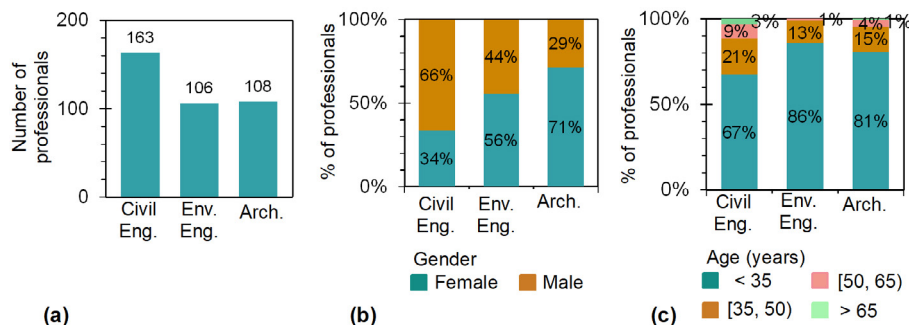 Number of
professionals
200
100
0
163
106
108
Civil
Eng.
Env.
Eng.
Arch.
(a)
% of professionals
100%
50%
0%
66%
44%
29%
34%
56%
71%
Civil
Eng.
Env.
Eng.
Arch.
Gender
Female
Male
(b)
% of professionals
100%
50%
0%
3%
1%
4%
1%
9%
13%
15%
21%
67%
86%
81%
Civil
Eng.
Env.
Eng.
Arch.
Age (years)
< 35
[50, 65)
[35, 50)
> 65
(c)